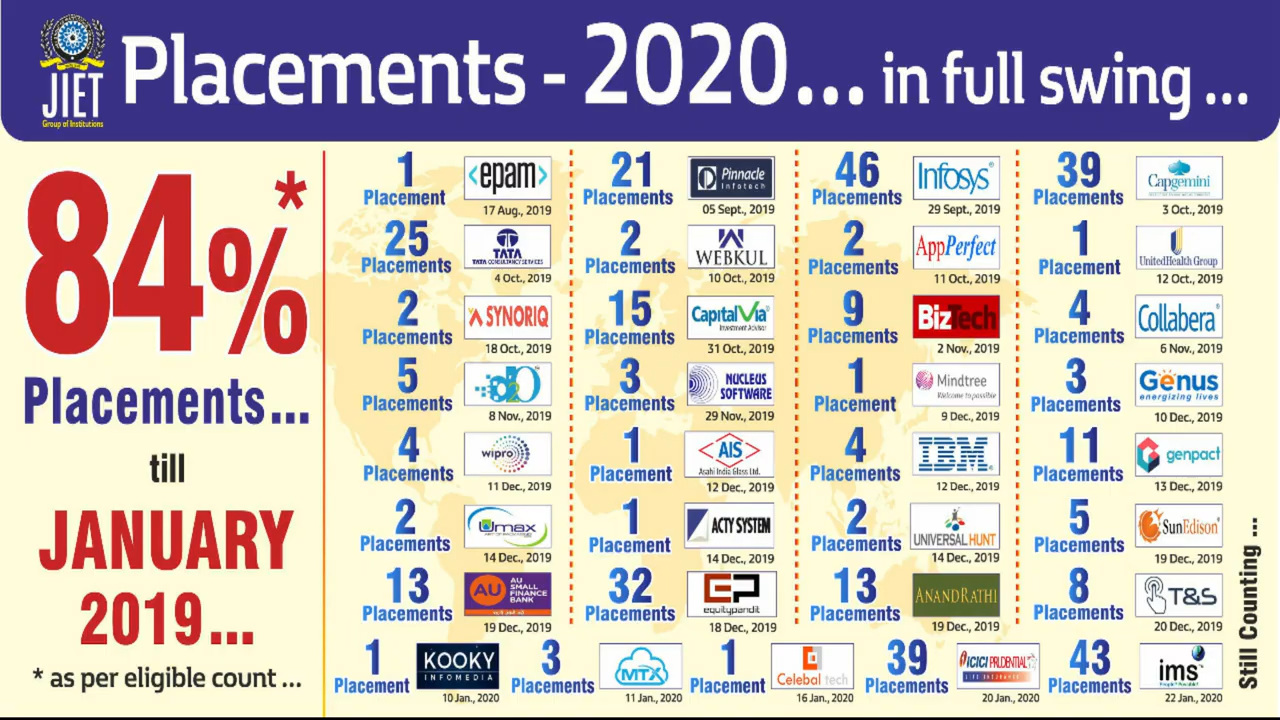 JIET
Group of Institutions
Placements - 2020... in full swing ...
84%*
Placements...
till
JANUARY
2019...
* as per eligible count ...
1 Placement <epam> 17 Aug., 2019
21 Placements Pinnacle Infotech 05 Sept., 2019
46 Placements Infosys® 29 Sept., 2019
39 Placements Capgemini 3 Oct., 2019
25 Placements TATA TATA CONSULTANCY SERVICES 4 Oct., 2019
2 Placements WEBKUL 10 Oct., 2019
2 Placements AppPerfect 11 Oct., 2019
1 Placement UnitedHealth Group 12 Oct., 2019
2 Placements SYNORIQ 18 Oct., 2019
15 Placements CapitalVia® Investment Advisor 31 Oct., 2019
9 Placements BizTech 2 Nov., 2019
4 Placements Collabera® 6 Nov., 2019
5 Placements 8 Nov., 2019
3 Placements NUCLEUS SOFTWARE 29 Nov., 2019
1 Placement Mindtree Welcome to possible 9 Dec., 2019
3 Placements Genus energizing lives 10 Dec., 2019
4 Placements wipro 11 Dec., 2019
1 Placement AIS Asahi India Glass Ltd. 12 Dec., 2019
4 Placements IBM 12 Dec., 2019
11 Placements genpact 13 Dec., 2019
2 Placements Umax 14 Dec., 2019
1 Placement ACTY SYSTEM 14 Dec., 2019
2 Placements UNIVERSAL HUNT 14 Dec., 2019
5 Placements SunEdison 19 Dec., 2019
13 Placements AU AU SMALL FINANCE BANK 19 Dec., 2019
32 Placements equitypandit 18 Dec., 2019
13 Placements ANANDRATHI 19 Dec., 2019
8 Placements T&S 20 Dec., 2019
1 Placement KOOKY INFOMEDIA 10 Jan., 2020
3 Placements MTX 11 Jan., 2020
1 Placement Celebal tech 16 Jan., 2020
39 Placements ICICI PRUDENTIAL LIFE INSURANCE 20 Jan., 2020
43 Placements ims People? Possible! 22 Jan., 2020
Still Counting ...